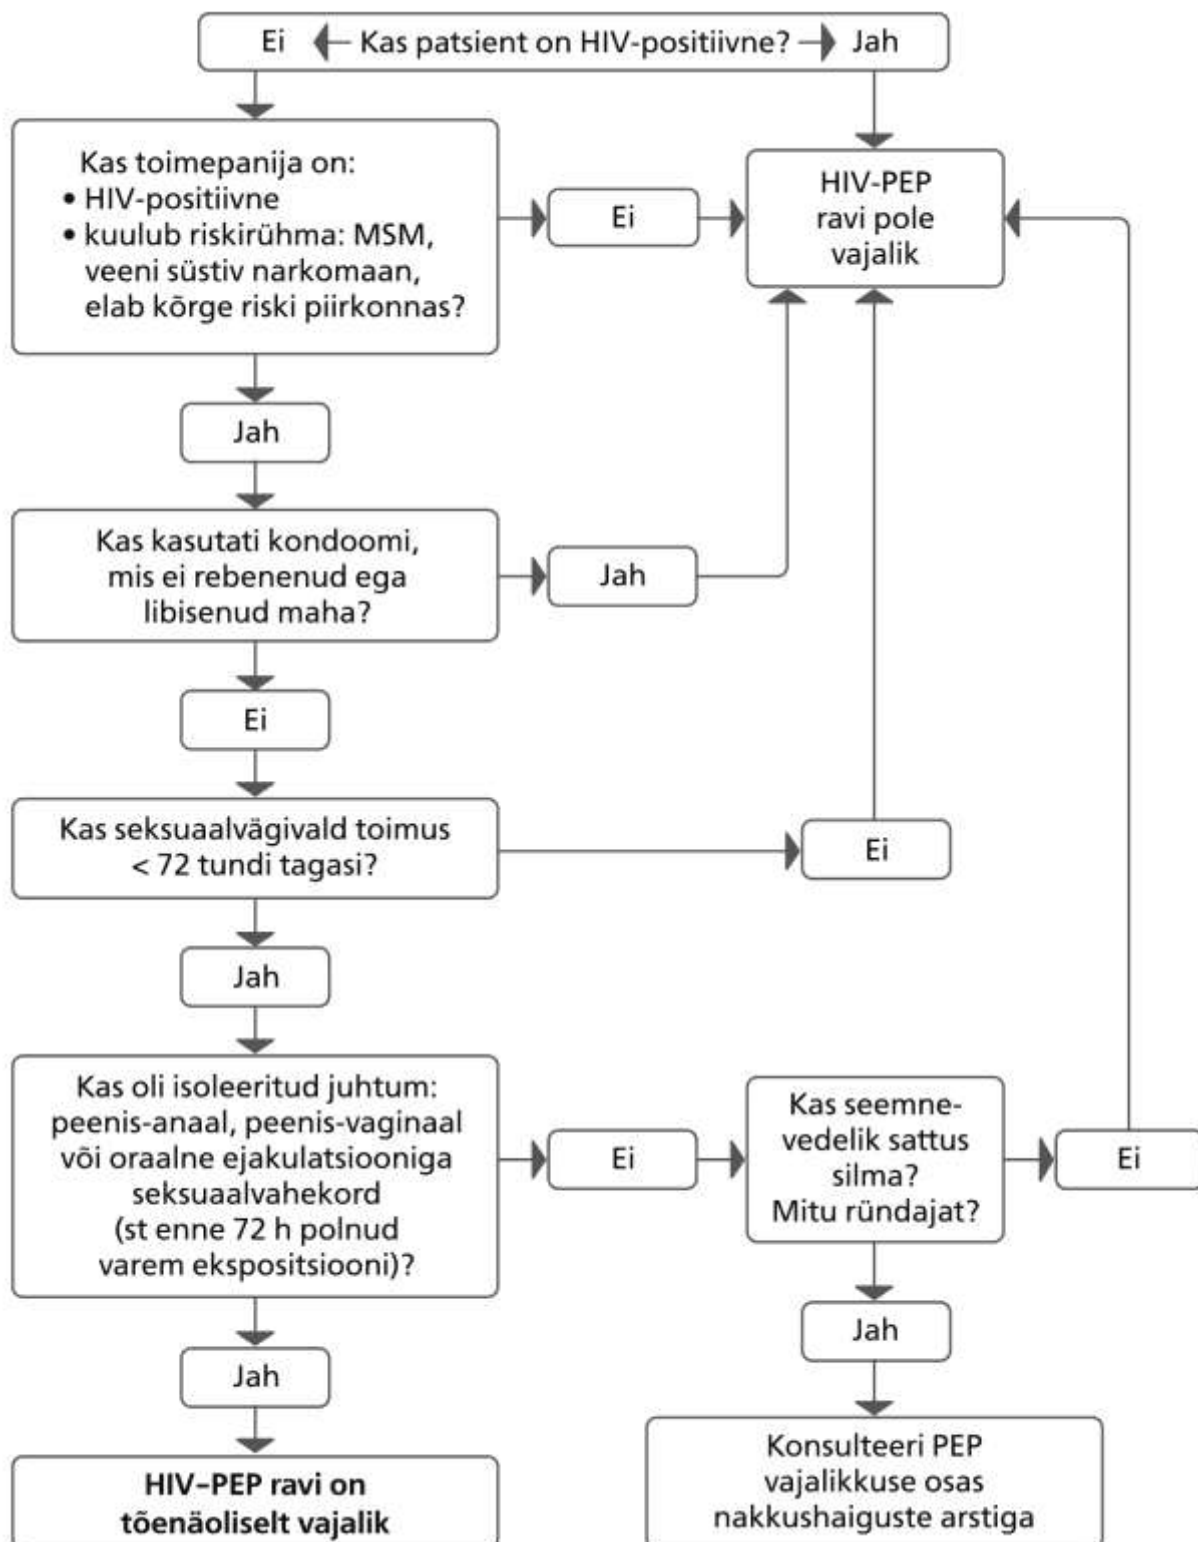 Ei Kas patsient on HIV-positiivne? Jah
Kas toimepanija on:
• HIV-positiivne
• kuulub riskirühma: MSM,
veeni süstiv narkomaan,
elab kõrge riski piirkonnas?
Ei
HIV-PEP
ravi pole
vajalik
Jah
Kas kasutati kondoomi,
mis ei rebenenud ega
libisenud maha?
Jah
Ei
Kas seksuaalvägivald toimus
< 72 tundi tagasi?
Ei
Jah
Kas oli isoleeritud juhtum:
peenis-anaal, peenis-vaginaal
või oraalne ejakulatsiooniga
seksuaalvahekord
(st enne 72 h polnud
varem ekspositsiooni)?
Ei
Kas seemne-
vedelik sattus
silma?
Mitu ründajat?
Ei
Jah
Jah
HIV–PEP ravi on
tõenäoliselt vajalik
Konsulteeri PEP
vajalikkuse osas
nakkushaiguste arstiga